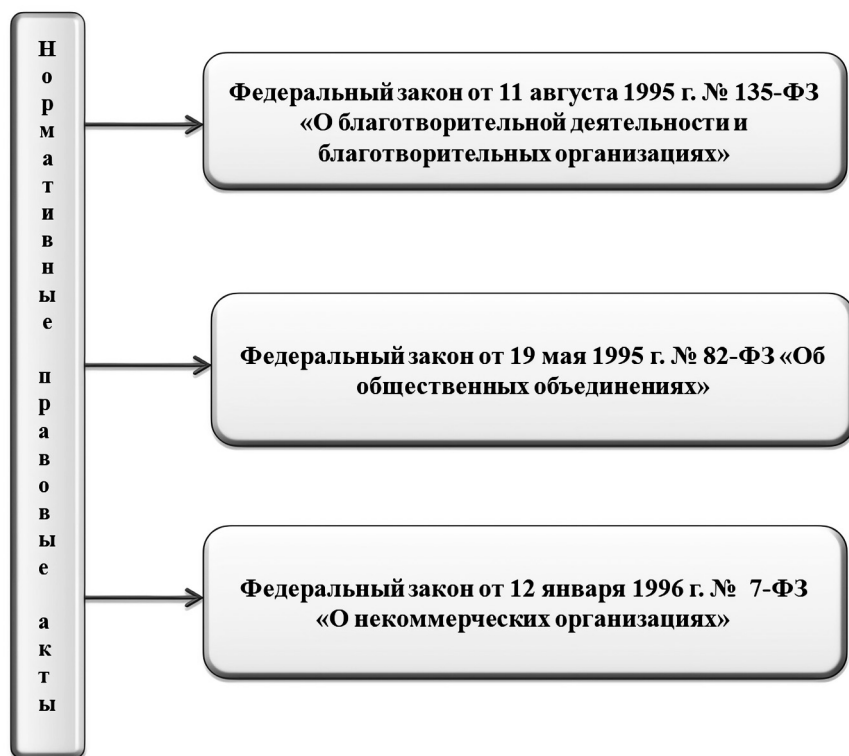 Нормативные правовые акты
Федеральный закон от 11 августа 1995 г. № 135-ФЗ
«О благотворительной деятельности и
благотворительных организациях»
Федеральный закон от 19 мая 1995 г. № 82-ФЗ «Об
общественных объединениях»
Федеральный закон от 12 января 1996 г. № 7-ФЗ
«О некоммерческих организациях»